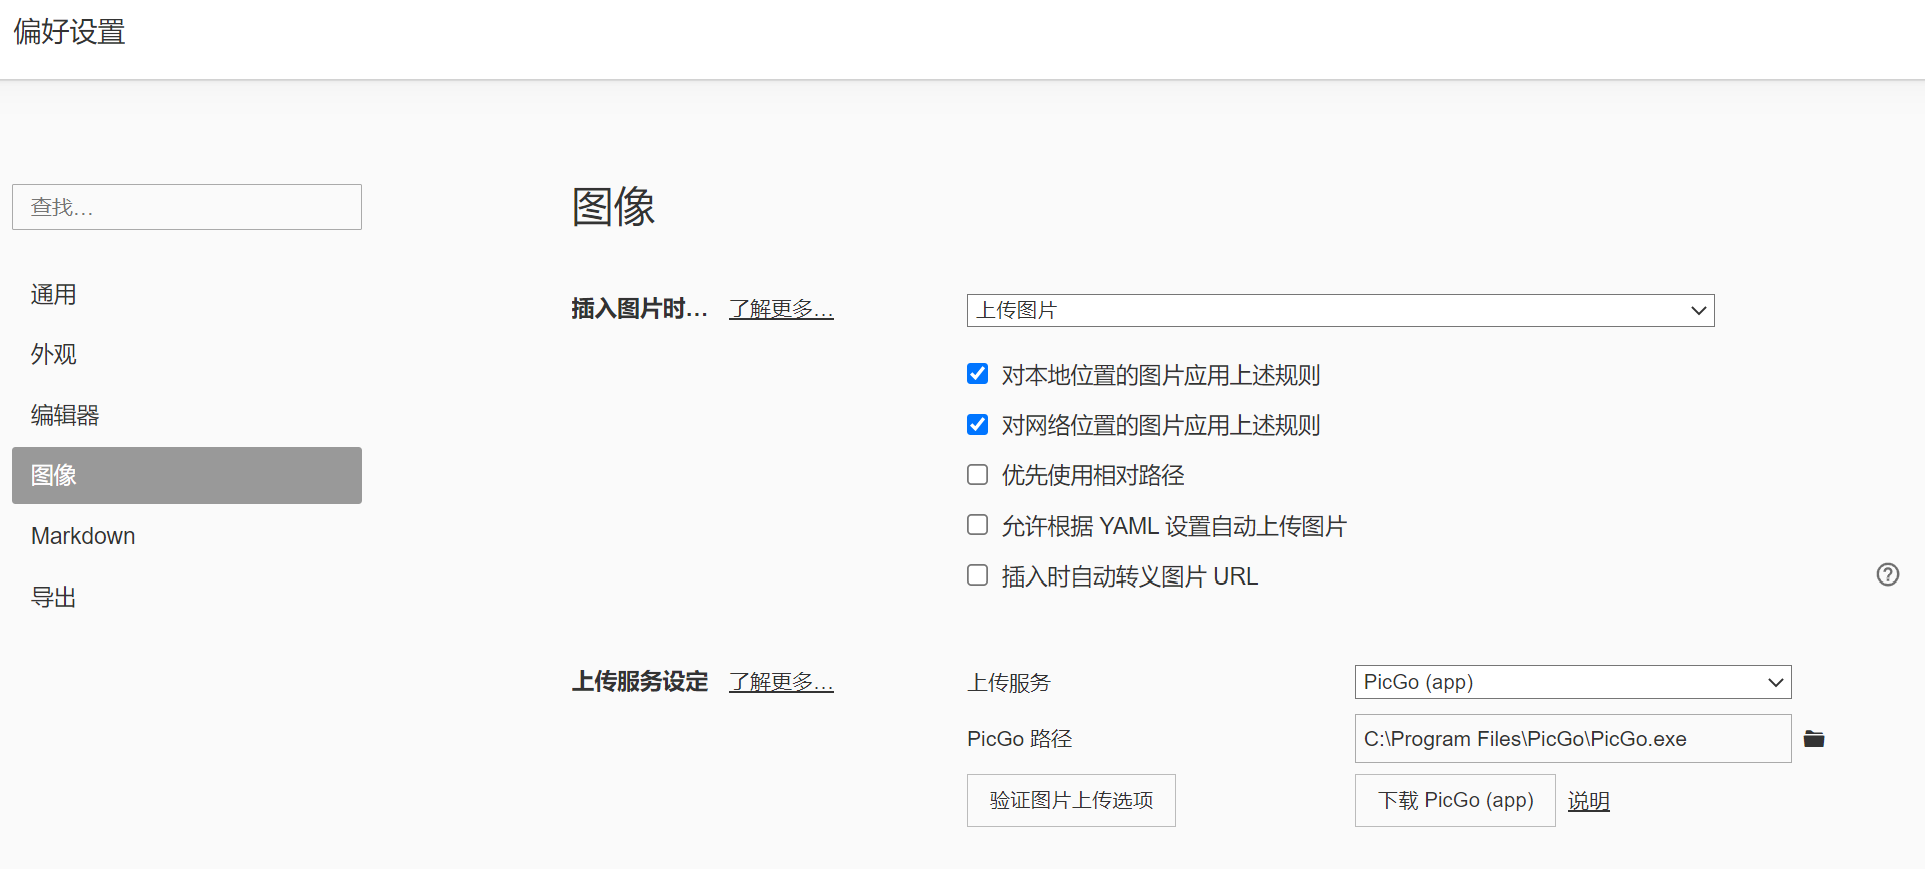 偏好设置
查找...
通用
外观
编辑器
图像
Markdown
导出
图像
插入图片时... 了解更多... 上传图片
对本地位置的图片应用上述规则
对网络位置的图片应用上述规则
优先使用相对路径
允许根据 YAML 设置自动上传图片
插入时自动转义图片 URL
上传服务设定 了解更多... 上传服务 PicGo (app)
PicGo 路径 C:\Program Files\PicGo\PicGo.exe
验证图片上传选项 下载 PicGo (app) 说明